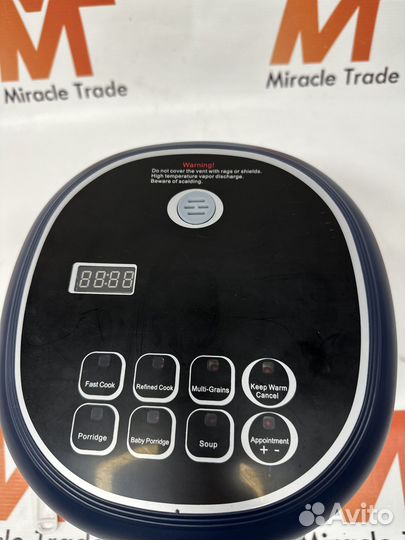 Miracle Trade
Miracle Trade
Warning!
Do not cover the vent with rags or shields.
High temperature vapor discharge.
Beware of scalding.
88:88
Fast Cook
Refined Cook
Multi-Grains
Keep Warm
Cancel
Porridge
Baby Porridge
Soup
Appointment
+ -
Miracle Trade
Avito